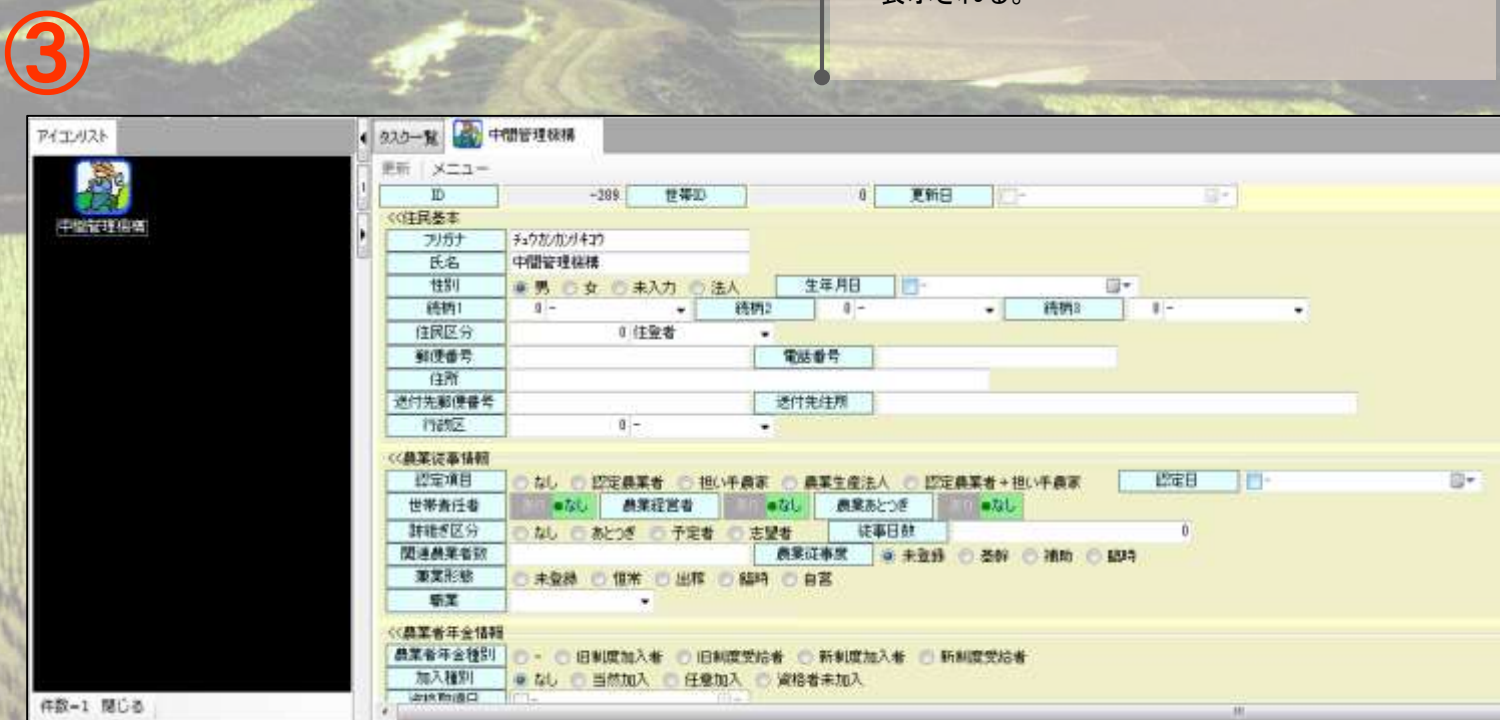 表示される。
③
アイコンリスト
タスク一覧 中間管理機構
更新 メニュー
中間管理機構
ID -289 世帯ID 0 更新日 -
<<住民基本
フリガナ チュウカンカンリキコウ
氏名 中間管理機構
性別 男 女 未入力 法人 生年月日 -
続柄1 0 - 続柄2 0 - 続柄3 0 -
住民区分 0 住登者
郵便番号 電話番号
住所
送付先郵便番号 送付先住所
行政区 0 -
<<農業従事情報
認定項目 なし 認定農業者 担い手農家 農業生産法人 認定農業者+担い手農家 認定日 -
世帯責任者 あり ●なし 農業経営者 あり ●なし 農業あとつぎ あり ●なし
跡継ぎ区分 なし あとつぎ 予定者 志望者 従事日数 0
関連農業者数 農業従事度 未登録 基幹 補助 臨時
兼業形態 未登録 恒常 出稼 臨時 自営
職業
<<農業者年金情報
農業者年金種別 - 旧制度加入者 旧制度受給者 新制度加入者 新制度受給者
加入種別 なし 当然加入 任意加入 資格者未加入
資格取得日 -
件数=1 閉じる